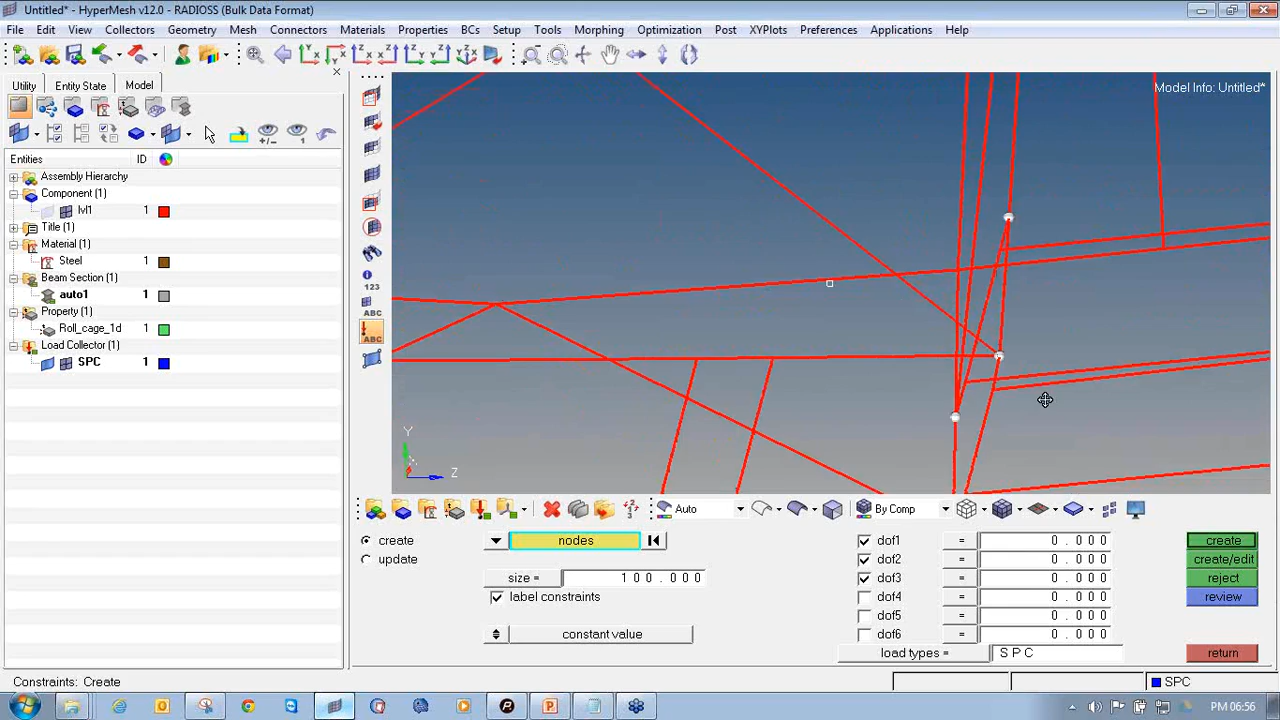 Untitled* - HyperMesh v12.0 - RADIOSS (Bulk Data Format)
File Edit View Collectors Geometry Mesh Connectors Materials Properties BCs Setup Tools Morphing Optimization Post XYPlots Preferences Applications Help
Utility Entity State Model
Model Info: Untitled*
Entities ID
Assembly Hierarchy
Component (1)
lvl1 1
Title (1)
Material (1)
Steel 1
Beam Section (1)
auto1 1
Property (1)
Roll_cage_1d 1
Load Collector (1)
SPC 1
123
ABC
ABC
Y
X
Z
Auto By Comp
create nodes dof1 = 0.000 create
update dof2 = 0.000 create/edit
size = 100.000 dof3 = 0.000 reject
label constraints dof4 = 0.000 review
dof5 = 0.000
constant value dof6 = 0.000
load types = SPC return
Constraints: Create SPC
PM 06:56